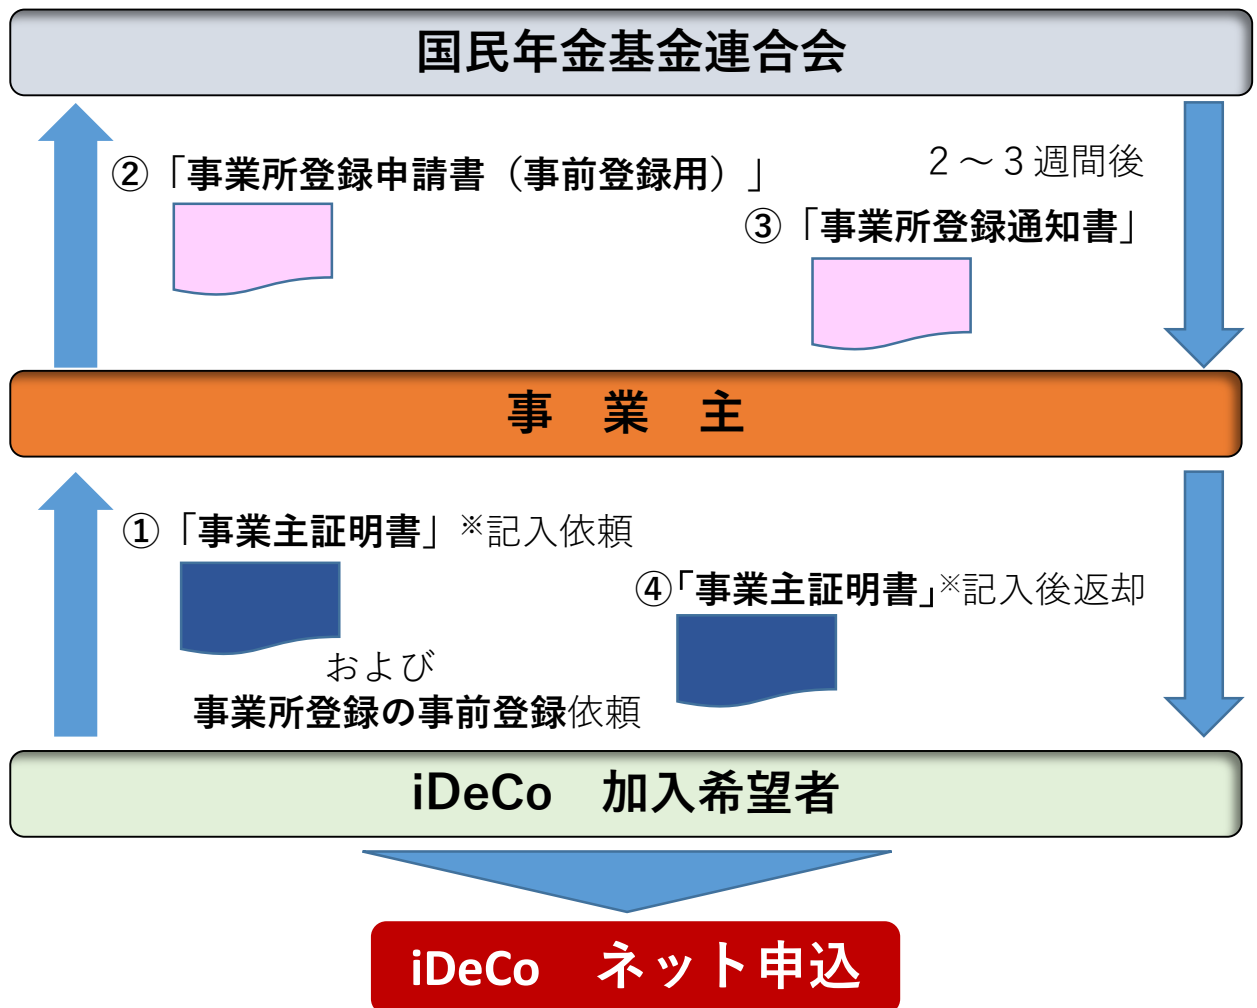 国民年金基金連合会
②「事業所登録申請書（事前登録用）」
２～３週間後
③「事業所登録通知書」
事　業　主
①「事業主証明書」※記入依頼
④「事業主証明書」※記入後返却
および
事業所登録の事前登録依頼
iDeCo　加入希望者
iDeCo　ネット申込